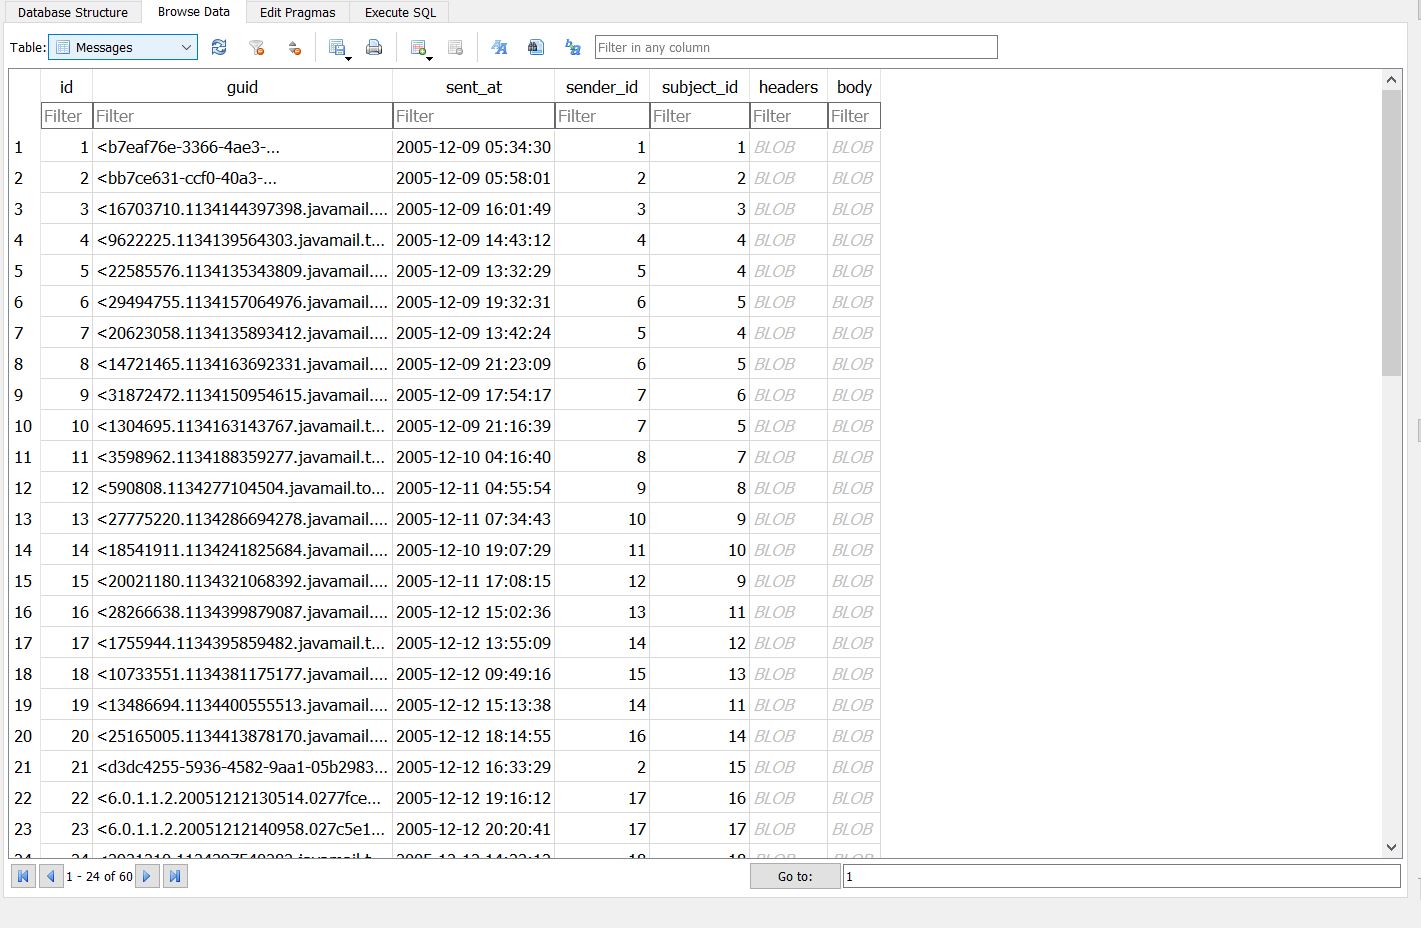 Database Structure Browse Data Edit Pragmas Execute SQL
Table: Messages Filter in any column
id guid sent_at sender_id subject_id headers body
Filter Filter Filter Filter Filter Filter Filter
1 1 <b7eaf76e-3366-4ae3-... 2005-12-09 05:34:30 1 1 BLOB BLOB
2 2 <bb7ce631-ccf0-40a3-... 2005-12-09 05:58:01 2 2 BLOB BLOB
3 3 <16703710.1134144397398.javamail.... 2005-12-09 16:01:49 3 3 BLOB BLOB
4 4 <9622225.1134139564303.javamail.t... 2005-12-09 14:43:12 4 4 BLOB BLOB
5 5 <22585576.1134135343809.javamail.... 2005-12-09 13:32:29 5 4 BLOB BLOB
6 6 <29494755.1134157064976.javamail.... 2005-12-09 19:32:31 6 5 BLOB BLOB
7 7 <20623058.1134135893412.javamail.... 2005-12-09 13:42:24 5 4 BLOB BLOB
8 8 <14721465.1134163692331.javamail.... 2005-12-09 21:23:09 6 5 BLOB BLOB
9 9 <31872472.1134150954615.javamail.... 2005-12-09 17:54:17 7 6 BLOB BLOB
10 10 <1304695.1134163143767.javamail.t... 2005-12-09 21:16:39 7 5 BLOB BLOB
11 11 <3598962.1134188359277.javamail.t... 2005-12-10 04:16:40 8 7 BLOB BLOB
12 12 <590808.1134277104504.javamail.to... 2005-12-11 04:55:54 9 8 BLOB BLOB
13 13 <27775220.1134286694278.javamail.... 2005-12-11 07:34:43 10 9 BLOB BLOB
14 14 <18541911.1134241825684.javamail.... 2005-12-10 19:07:29 11 10 BLOB BLOB
15 15 <20021180.1134321068392.javamail.... 2005-12-11 17:08:15 12 9 BLOB BLOB
16 16 <28266638.1134399879087.javamail.... 2005-12-12 15:02:36 13 11 BLOB BLOB
17 17 <1755944.1134395859482.javamail.t... 2005-12-12 13:55:09 14 12 BLOB BLOB
18 18 <10733551.1134381175177.javamail.... 2005-12-12 09:49:16 15 13 BLOB BLOB
19 19 <13486694.1134400555513.javamail.... 2005-12-12 15:13:38 14 11 BLOB BLOB
20 20 <25165005.1134413878170.javamail.... 2005-12-12 18:14:55 16 14 BLOB BLOB
21 21 <d3dc4255-5936-4582-9aa1-05b2983... 2005-12-12 16:33:29 2 15 BLOB BLOB
22 22 <6.0.1.1.2.20051212130514.0277fce... 2005-12-12 19:16:12 17 16 BLOB BLOB
23 23 <6.0.1.1.2.20051212140958.027c5e1... 2005-12-12 20:20:41 17 17 BLOB BLOB
1 - 24 of 60 Go to: 1